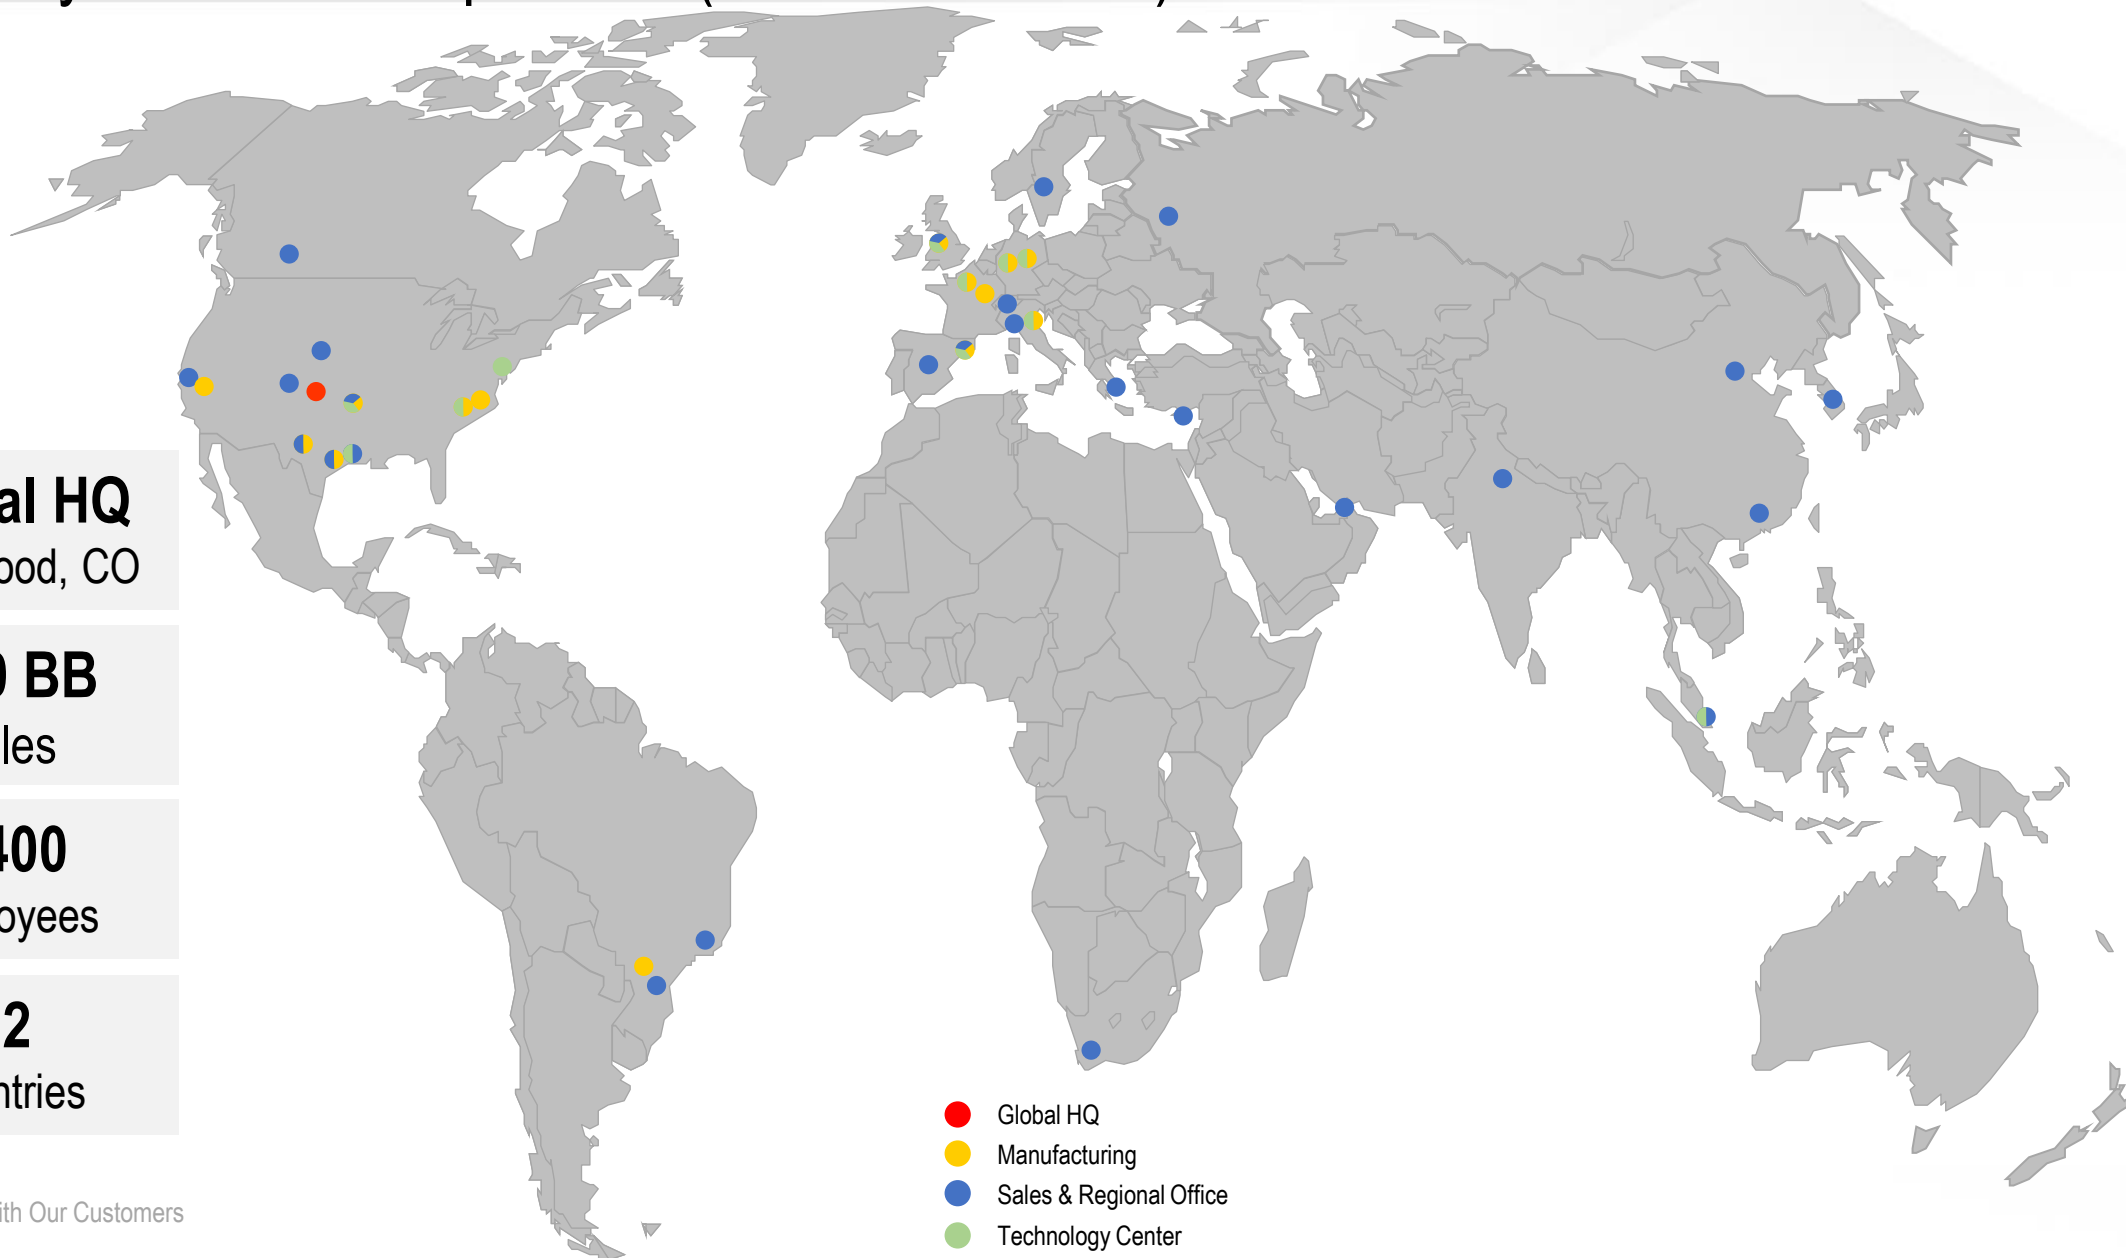 al HQ
ood, CO
0 BB
les
400
oyees
2
ntries
Global HQ
Manufacturing
Sales & Regional Office
Technology Center
ith Our Customers